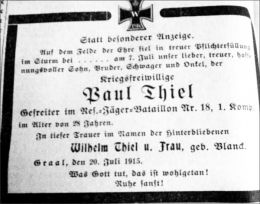 Statt besonderer Anzeige.
Auf dem Felde der Ehre fiel in treuer Pflichterfüllung
im Sturm bei ...... am 7. Juli unser lieber, treuer, hoff-
nungsvoller Sohn, Bruder, Schwager und Onkel, der
Kriegsfreiwillige
Paul Thiel
Gefreiter im Res.-Jäger-Bataillon Nr. 18, 1. Komp.
im Alter von 28 Jahren.
In tiefer Trauer im Namen der Hinterbliebenen
Wilhelm Thiel u. Frau, geb. Blanck.
Graal, den 20. Juli 1915.
Was Gott tut, das ist wohlgetan!
Ruhe sanft!